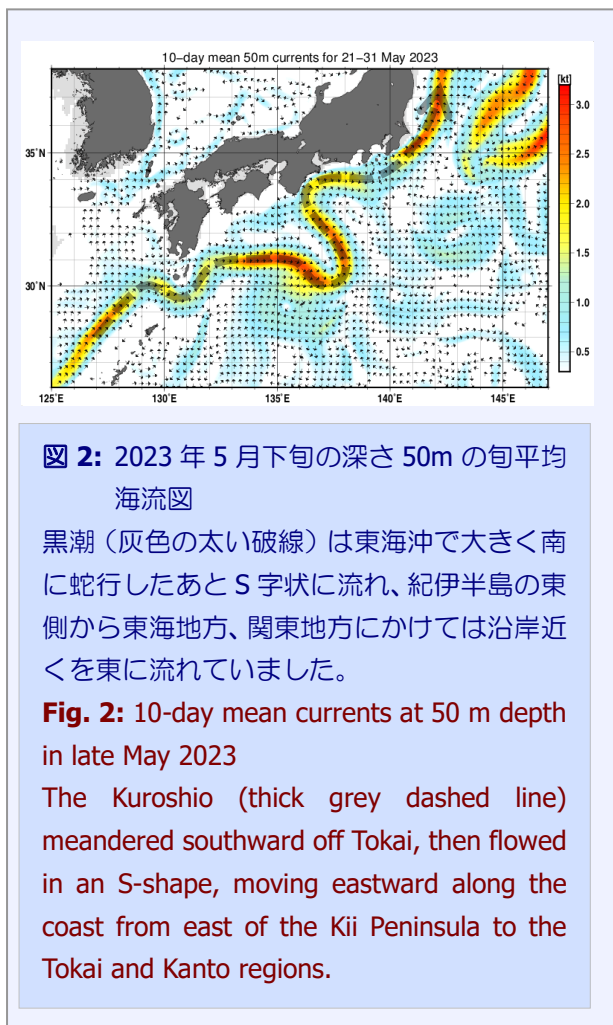 10−day mean 50m currents for 21−31 May 2023
[kt]
3.0
35°N
2.5
2.0
1.5
30°N
1.0
0.5
125°E 130°E 135°E 140°E 145°E
図 2: 2023 年 5 月下旬の深さ 50m の旬平均
海流図
黒潮（灰色の太い破線）は東海沖で大きく南
に蛇行したあと S 字状に流れ、紀伊半島の東
側から東海地方、関東地方にかけては沿岸近
くを東に流れていました。
Fig. 2: 10-day mean currents at 50 m depth
in late May 2023
The Kuroshio (thick grey dashed line)
meandered southward off Tokai, then flowed
in an S-shape, moving eastward along the
coast from east of the Kii Peninsula to the
Tokai and Kanto regions.